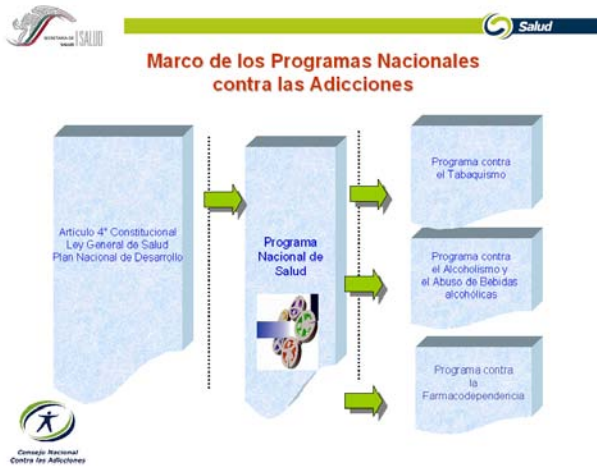 SECRETARIA DE
SALUD
SALUD
Salud
Marco de los Programas Nacionales
contra las Adicciones
Artículo 4° Constitucional
Ley General de Salud
Plan Nacional de Desarrollo
Programa
Nacional de
Salud
Programa contra
el Tabaquismo
Programa contra
el Alcoholismo y
el Abuso de Bebidas
alcohólicas
Programa contra
la
Farmacodependencia
Consejo Nacional
Contra las Adicciones